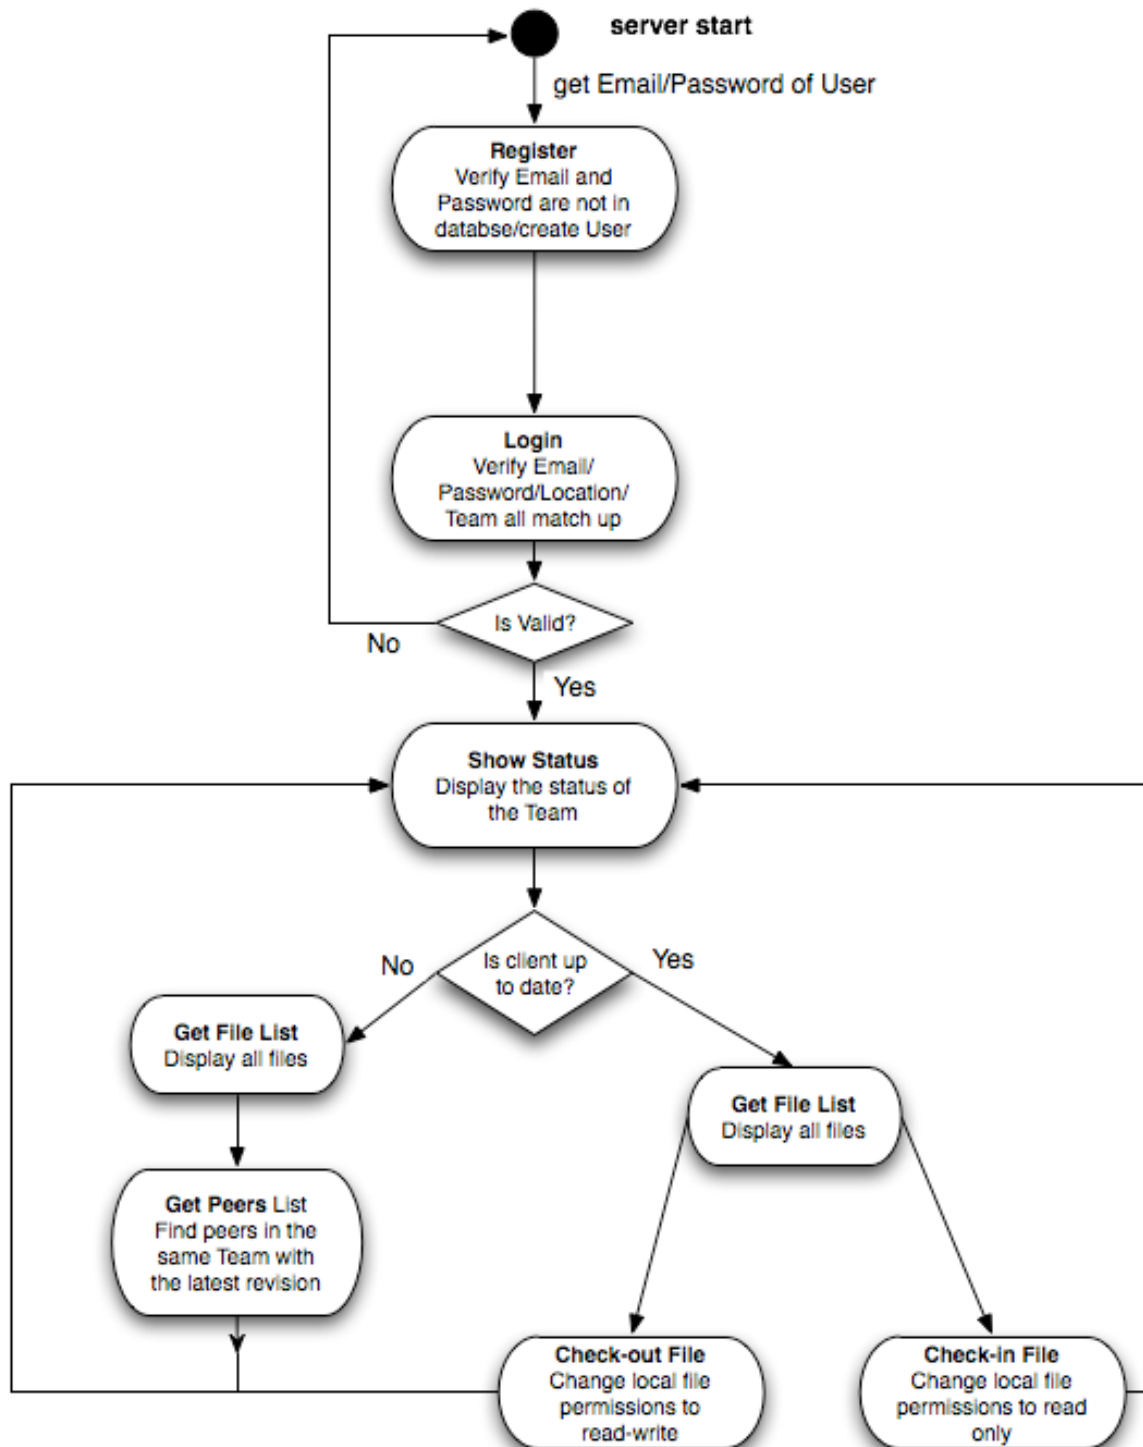 server start
get Email/Password of User
Register
Verify Email and
Password are not in
databse/create User
Login
Verify Email/
Password/Location/
Team all match up
Is Valid?
No
Yes
Show Status
Display the status of
the Team
Is client up
to date?
No
Yes
Get File List
Display all files
Get File List
Display all files
Get Peers List
Find peers in the
same Team with
the latest revision
Check-out File
Change local file
permissions to
read-write
Check-in File
Change local file
permissions to read
only